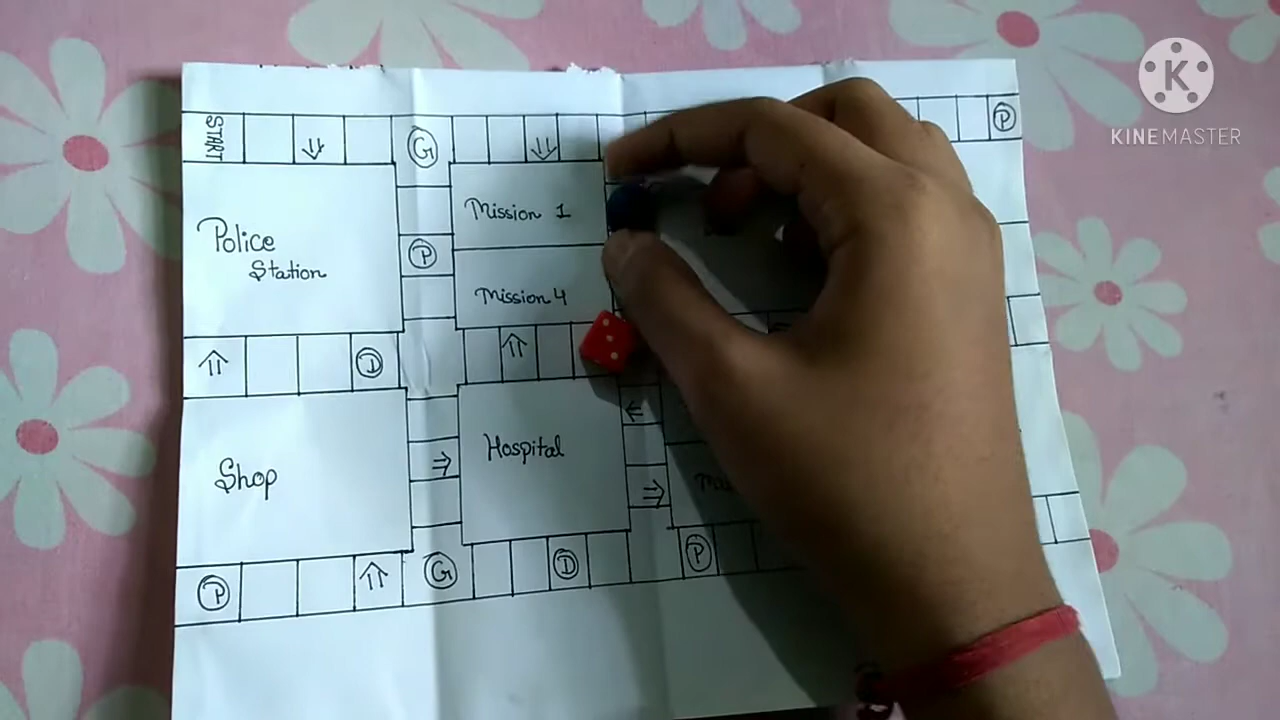 K
KINEMASTER
START
G
P
Mission 1
Police
Station
P
Mission 4
D
Shop
Hospital
P
G
D
P